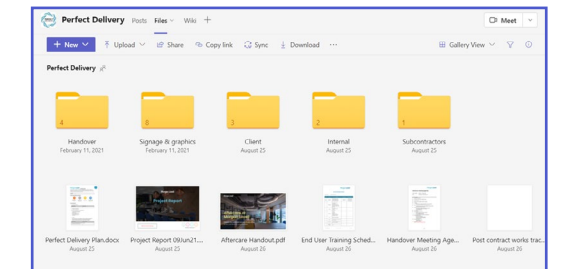 Perfect Delivery Posts Files Wiki + Meet
+ New Upload Share Copy link Sync Download ... Gallery View
Perfect Delivery
4 8 3 2 1
Handover Signage & graphics Client Internal Subcontractors
February 11, 2021 February 11, 2021 August 25 August 25 August 25
Project Report
Aftercare at
Perfect Delivery Plan.docx Project Report 09Jun21.... Aftercare Handout.pdf End User Training Sched... Handover Meeting Age... Post contract works trac...
August 25 August 25 August 26 August 26 August 26 August 26